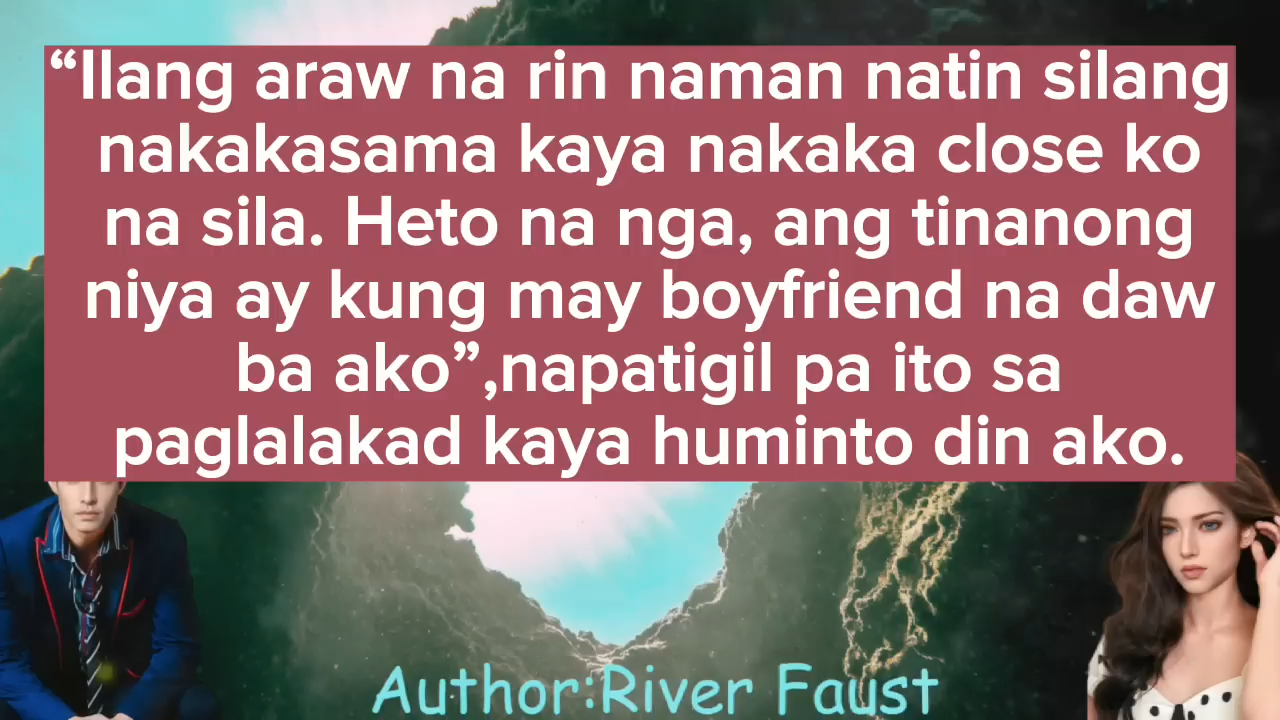 “Ilang araw na rin naman natin silang
nakakasama kaya nakaka close ko
na sila. Heto na nga, ang tinanong
niya ay kung may boyfriend na daw
ba ako”,napatigil pa ito sa
paglalakad kaya huminto din ako.
Author:River Faust